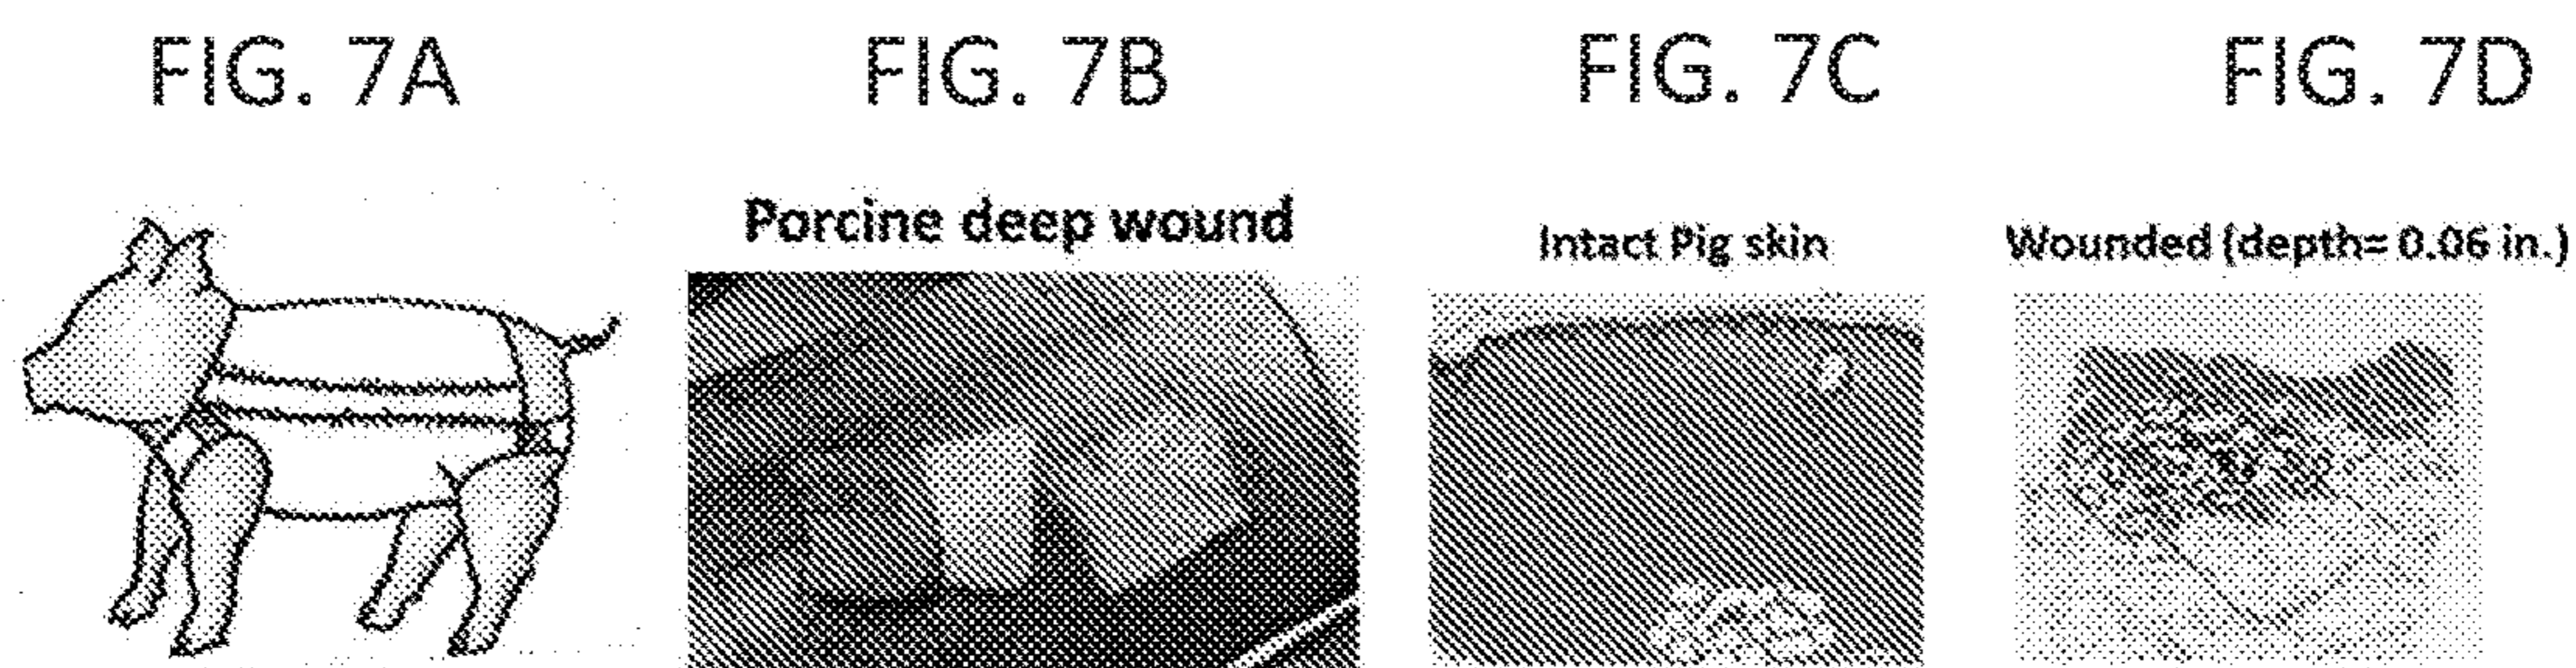 FIG. 7A
FIG. 7B
FIG. 7C
FIG. 7D
Porcine deep wound
Intact Pig skin
Wounded (depth= 0.06 in.)